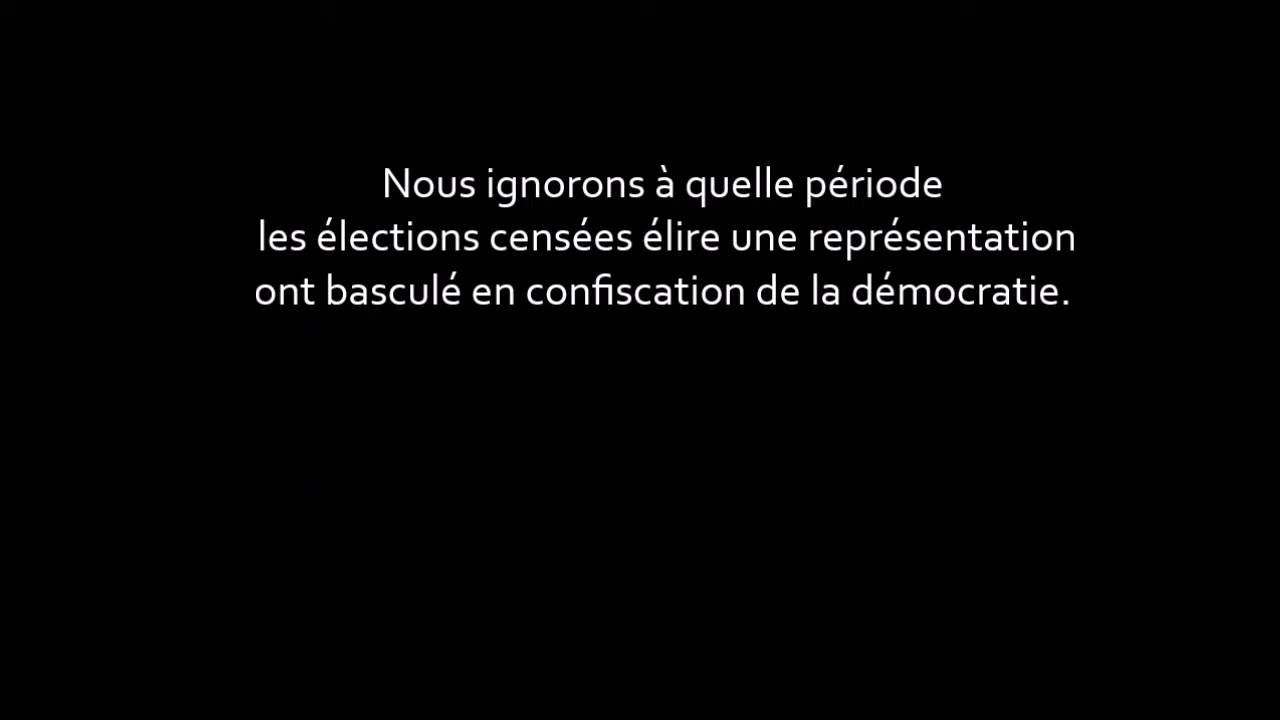 Nous ignorons à quelle période
les élections censées élire une représentation
ont basculé en confiscation de la démocratie.